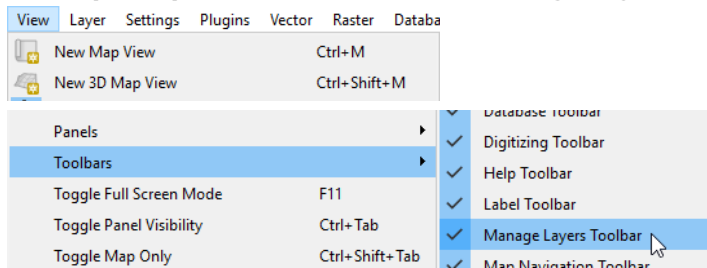 View Layer Settings Plugins Vector Raster Databa
New Map View Ctrl+M
New 3D Map View Ctrl+Shift+M
Database Toolbar
Panels
Digitizing Toolbar
Toolbars
Help Toolbar
Toggle Full Screen Mode F11
Label Toolbar
Toggle Panel Visibility Ctrl+Tab
Manage Layers Toolbar
Toggle Map Only Ctrl+Shift+Tab
Map Navigation Toolbar